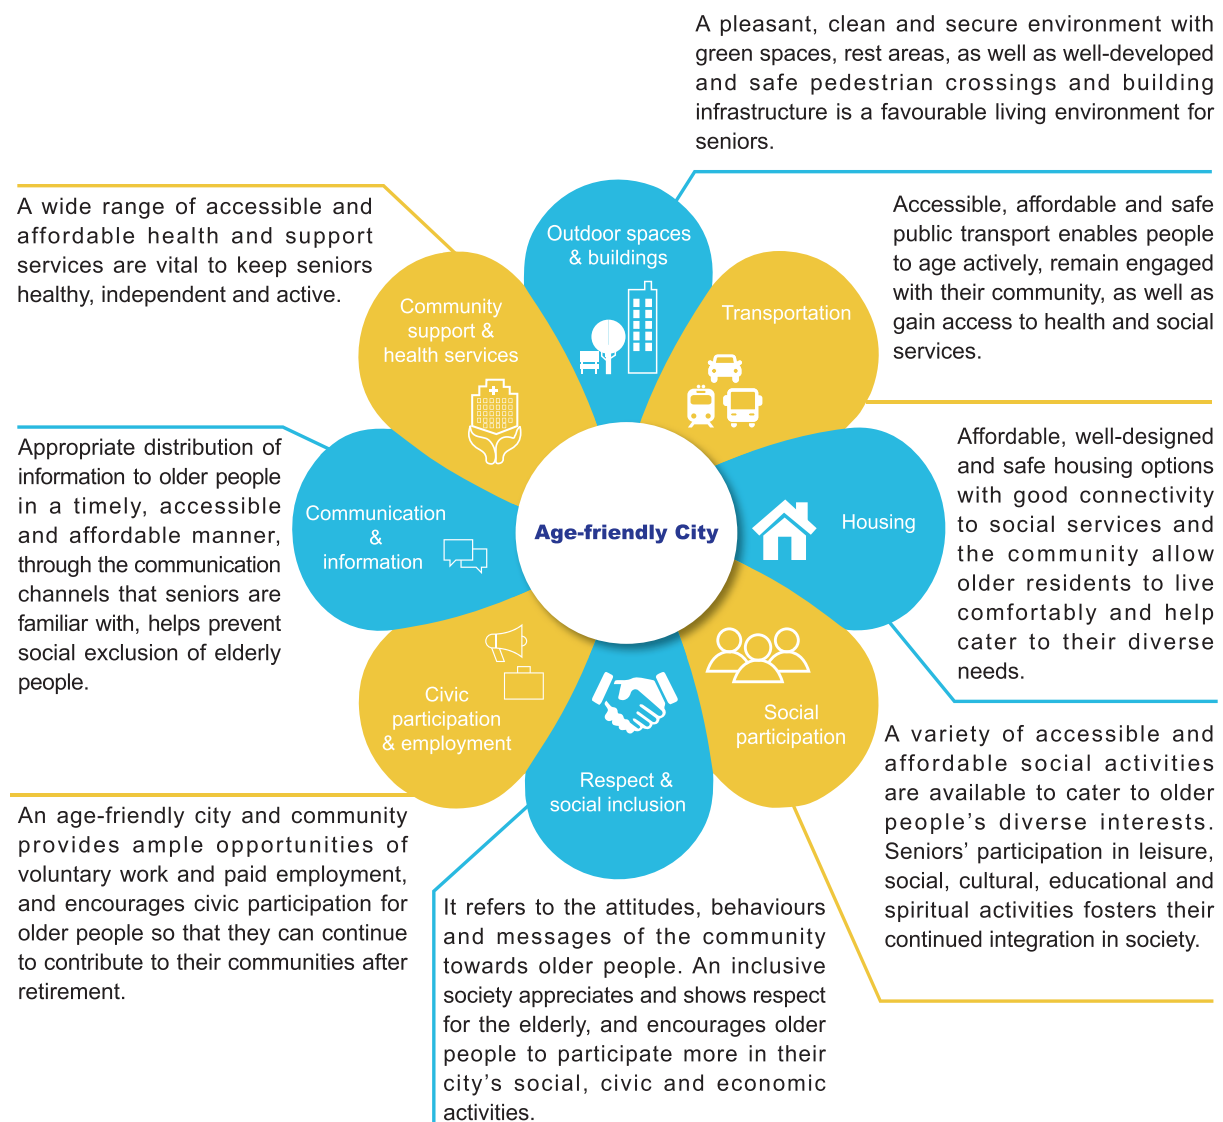 A pleasant, clean and secure environment with
green spaces, rest areas, as well as well-developed
and safe pedestrian crossings and building
infrastructure is a favourable living environment for
seniors.
Outdoor spaces
& buildings
Accessible, affordable and safe
public transport enables people
to age actively, remain engaged
with their community, as well as
gain access to health and social
services.
Transportation
Affordable, well-designed
and safe housing options
with good connectivity
to social services and
the community allow
older residents to live
comfortably and help
cater to their diverse
needs.
Housing
A variety of accessible and
affordable social activities
are available to cater to older
people’s diverse interests.
Seniors’ participation in leisure,
social, cultural, educational and
spiritual activities fosters their
continued integration in society.
Social
participation
Respect &
social inclusion
It refers to the attitudes, behaviours
and messages of the community
towards older people. An inclusive
society appreciates and shows respect
for the elderly, and encourages older
people to participate more in their
city’s social, civic and economic
activities.
Civic
participation
& employment
An age-friendly city and community
provides ample opportunities of
voluntary work and paid employment,
and encourages civic participation for
older people so that they can continue
to contribute to their communities after
retirement.
Communication
&
information
Appropriate distribution of
information to older people
in a timely, accessible
and affordable manner,
through the communication
channels that seniors are
familiar with, helps prevent
social exclusion of elderly
people.
Community
support &
health services
A wide range of accessible and
affordable health and support
services are vital to keep seniors
healthy, independent and active.
Age-friendly City